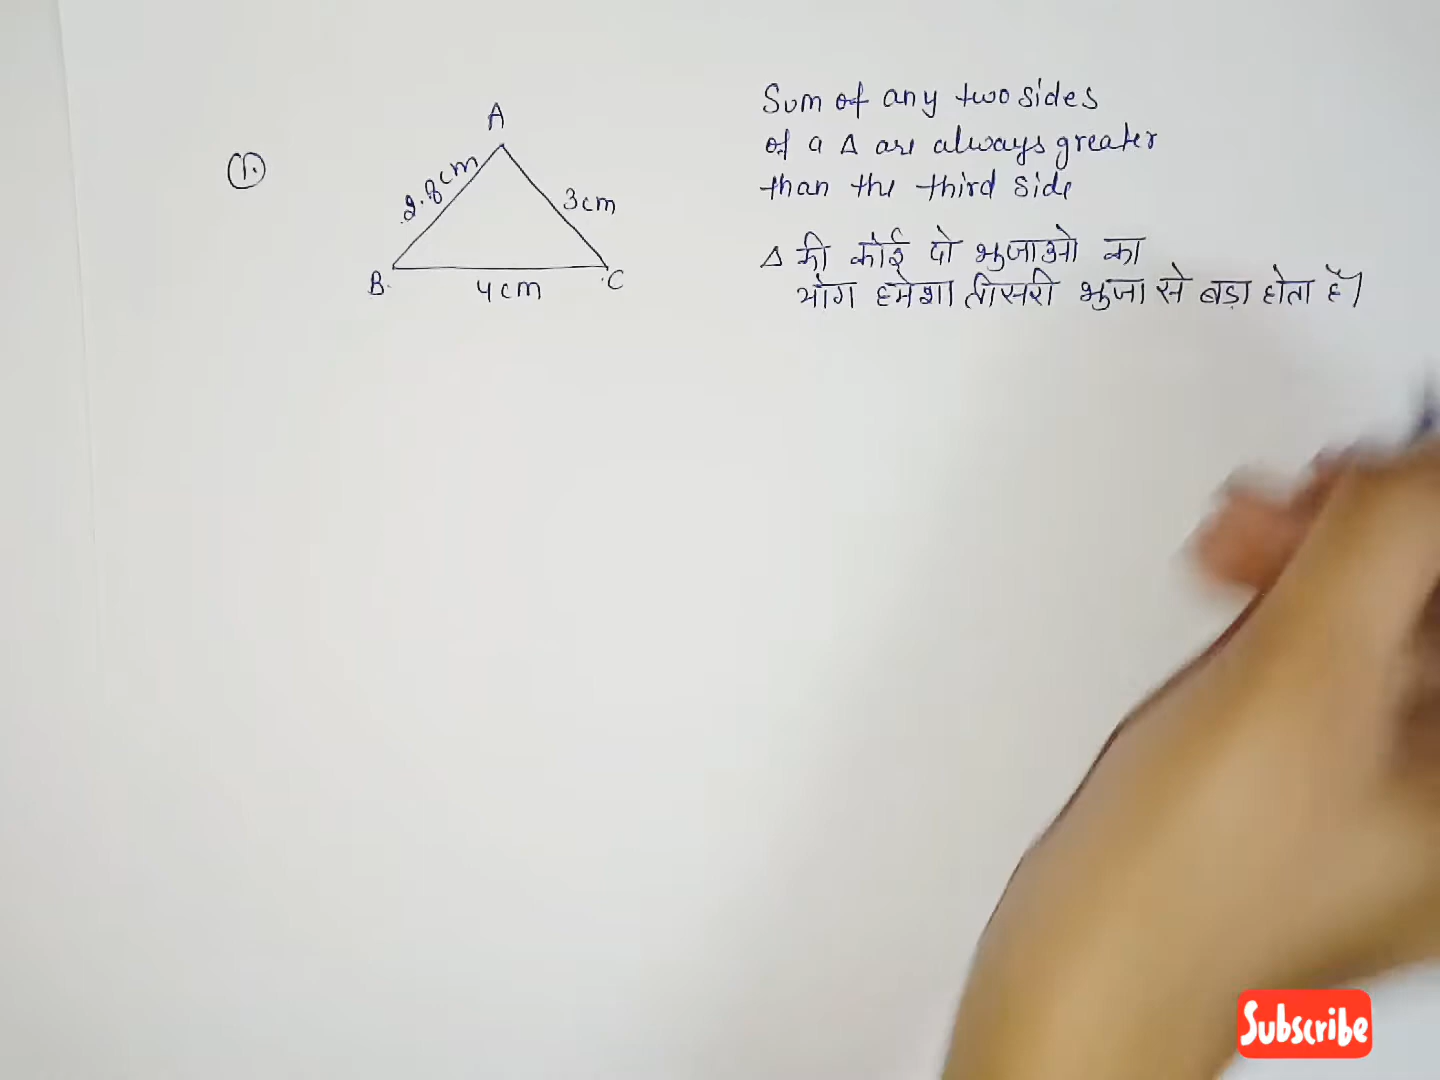 ①.
A
2.8cm
3cm
B
4cm
C
Sum of any two sides
of a Δ are always greater
than the third side
Δ की कोई दो भुजाओ का
योग हमेशा तीसरी भुजा से बड़ा होता है।
Subscribe